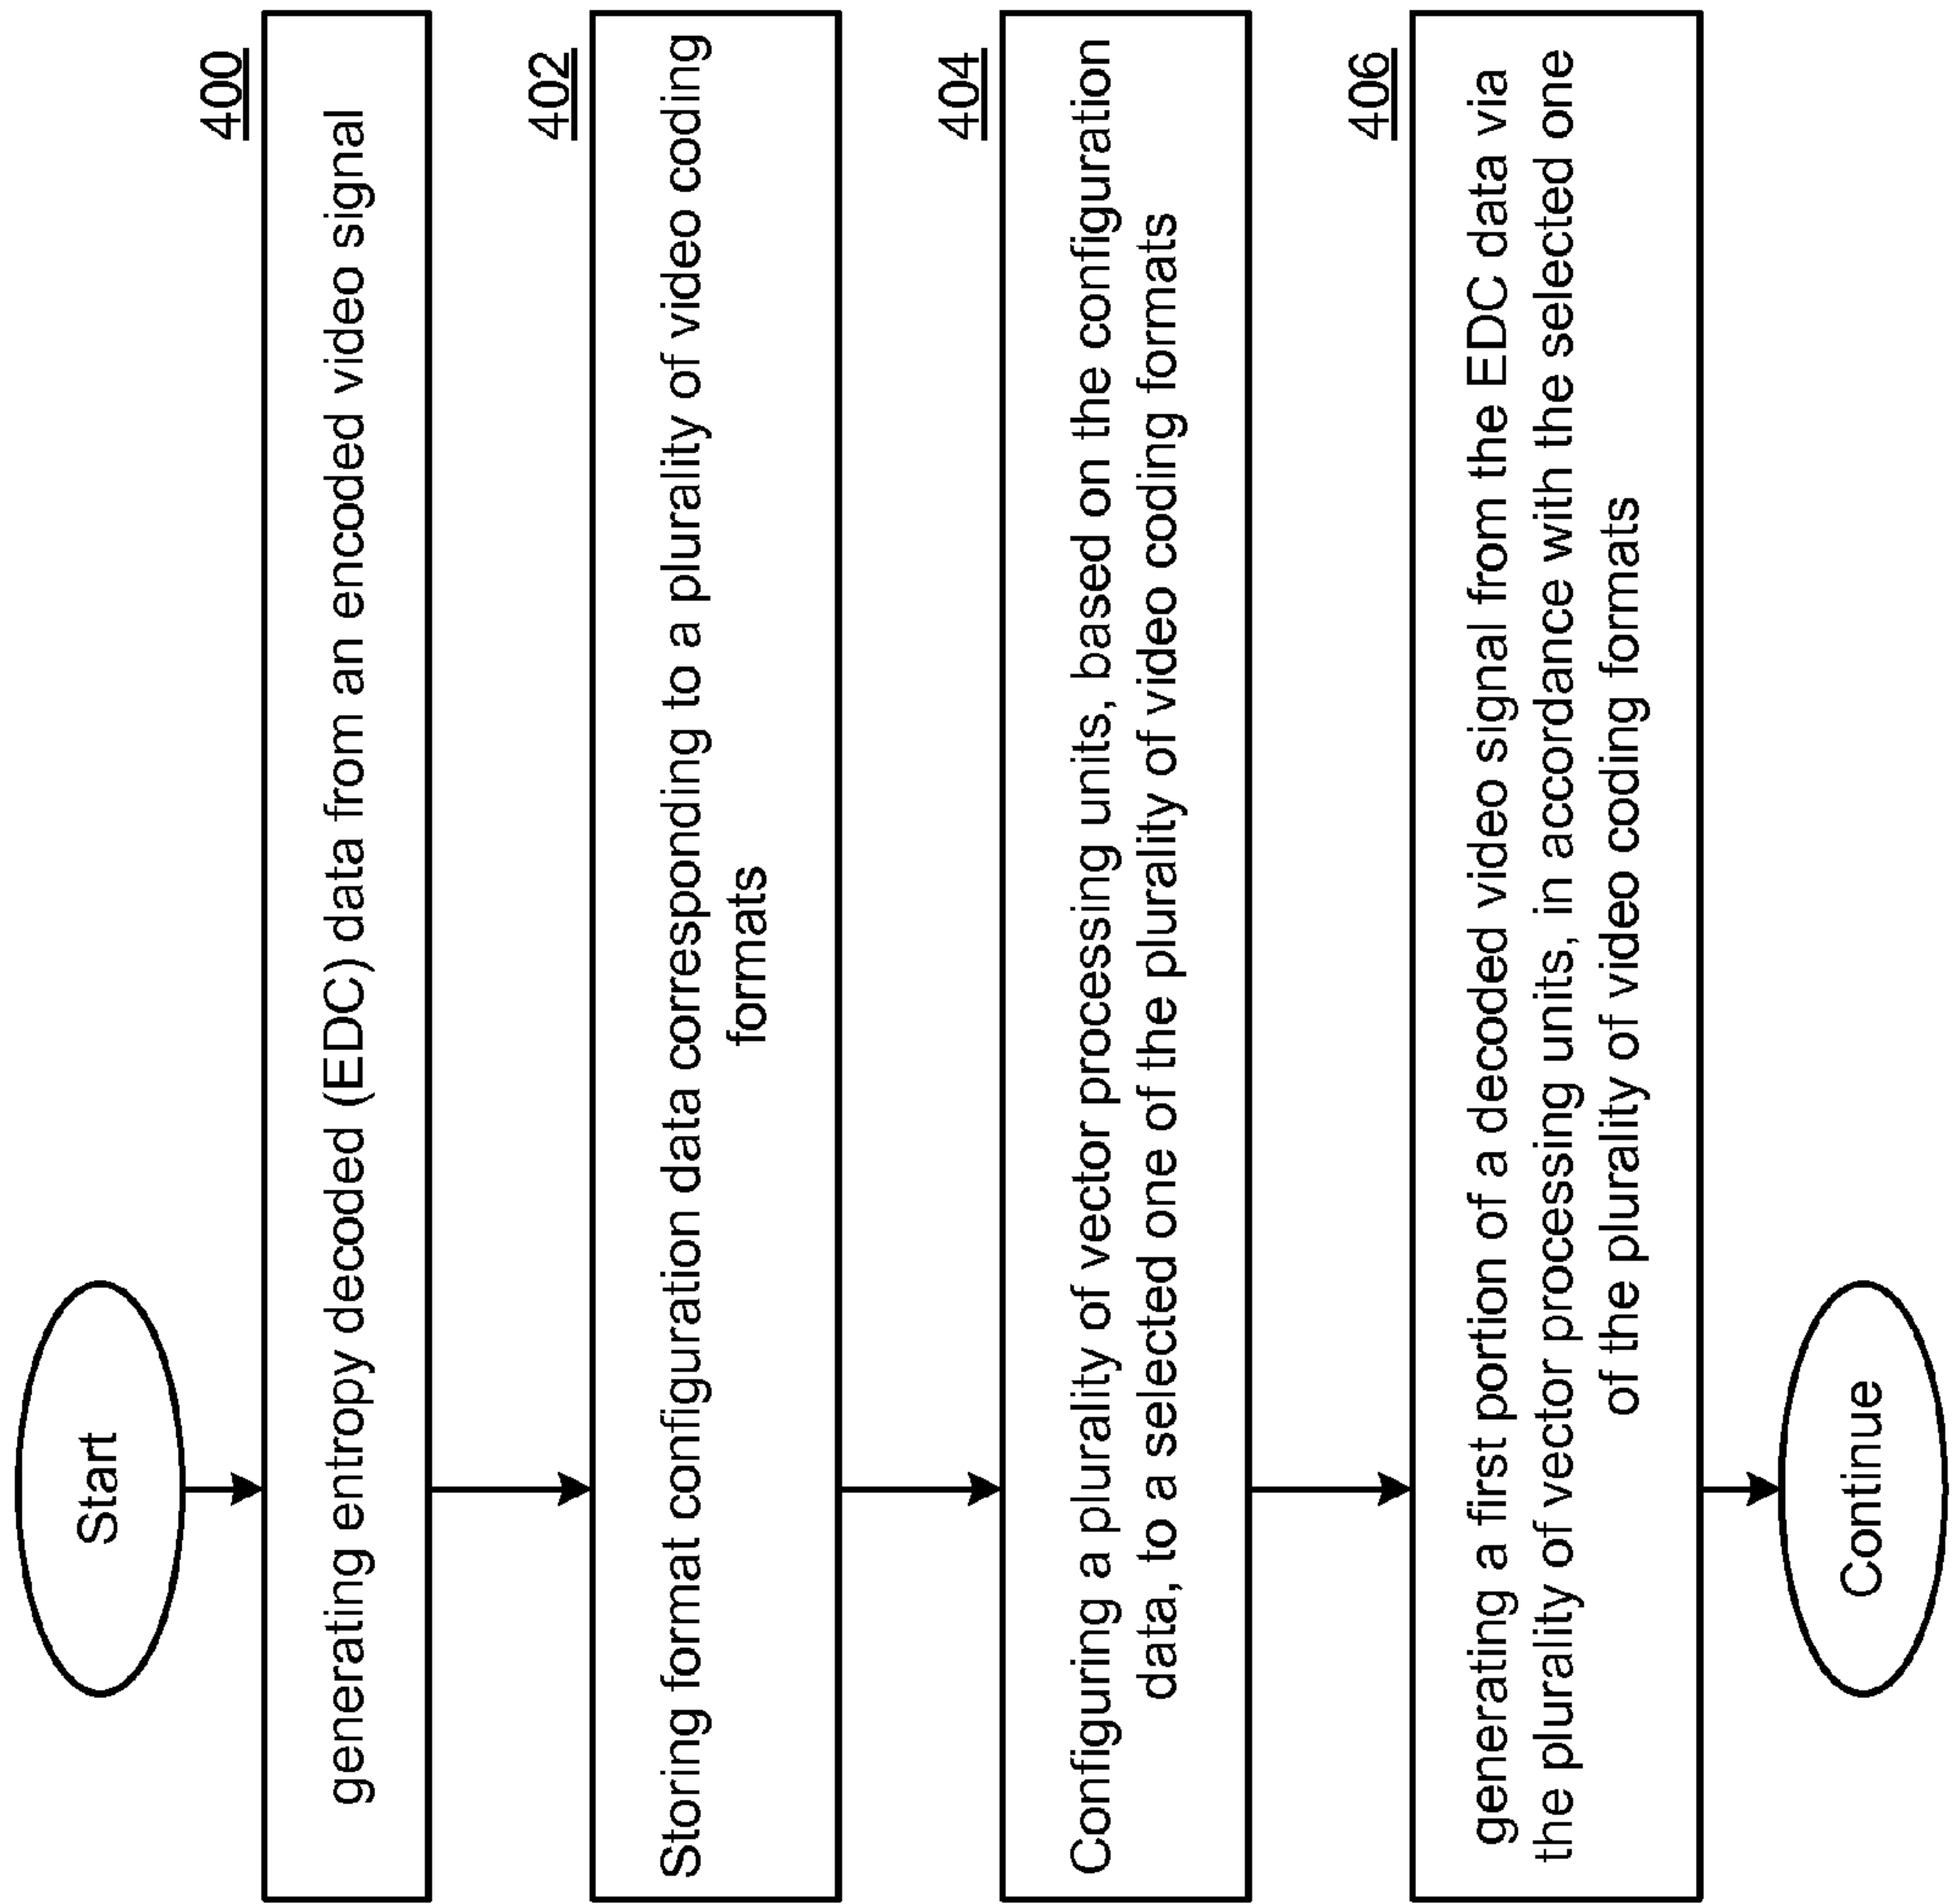 Start
400
generating entropy decoded (EDC) data from an encoded video signal
402
Storing format configuration data corresponding to a plurality of video coding
formats
404
Configuring a plurality of vector processing units, based on the configuration
data, to a selected one of the plurality of video coding formats
406
generating a first portion of a decoded video signal from the EDC data via
the plurality of vector processing units, in accordance with the selected one
of the plurality of video coding formats
Continue